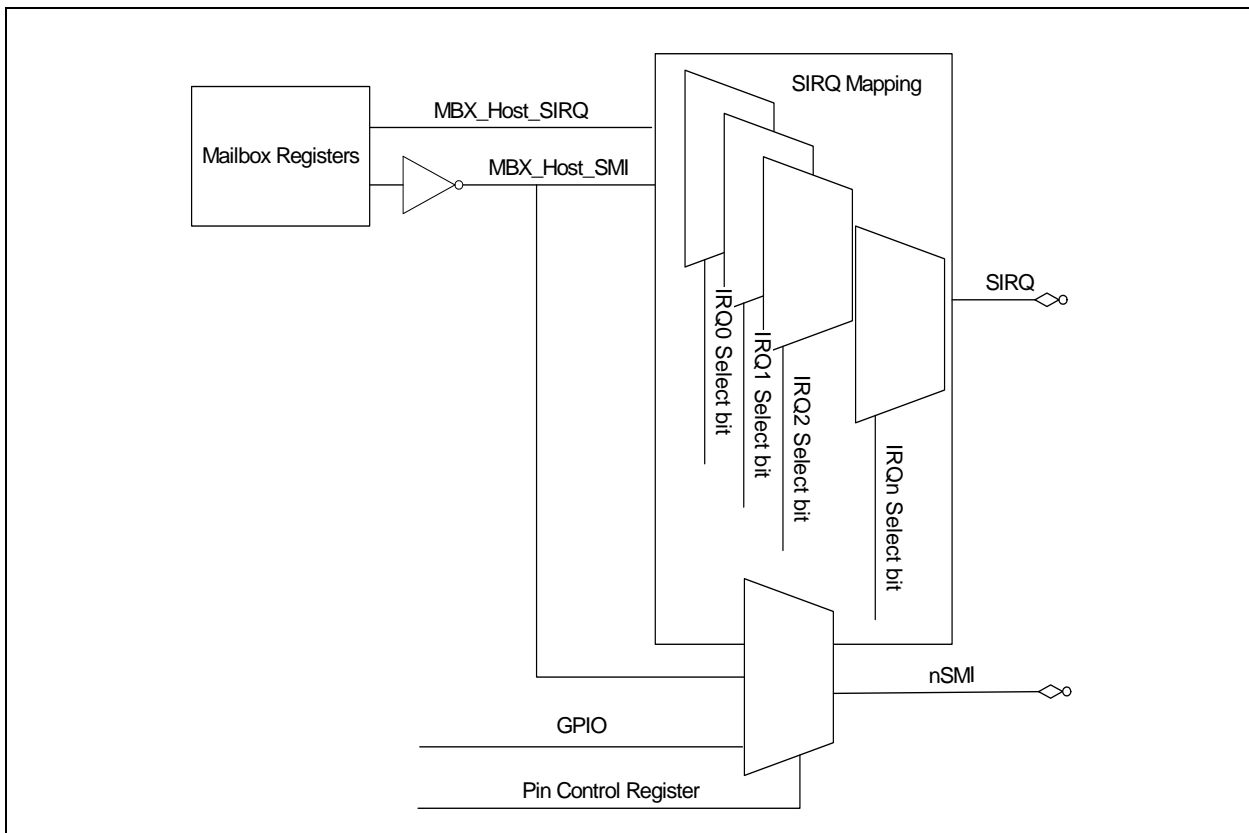 SIRQ Mapping
MBX_Host_SIRQ
Mailbox Registers
MBX_Host_SMI
SIRQ
IRQ0 Select bit
IRQ1 Select bit
IRQ2 Select bit
IRQn Select bit
nSMI
GPIO
Pin Control Register